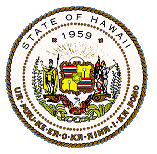 STATE OF HAWAII
1959
UA MAU KE EA O KA AINA I KA PONO